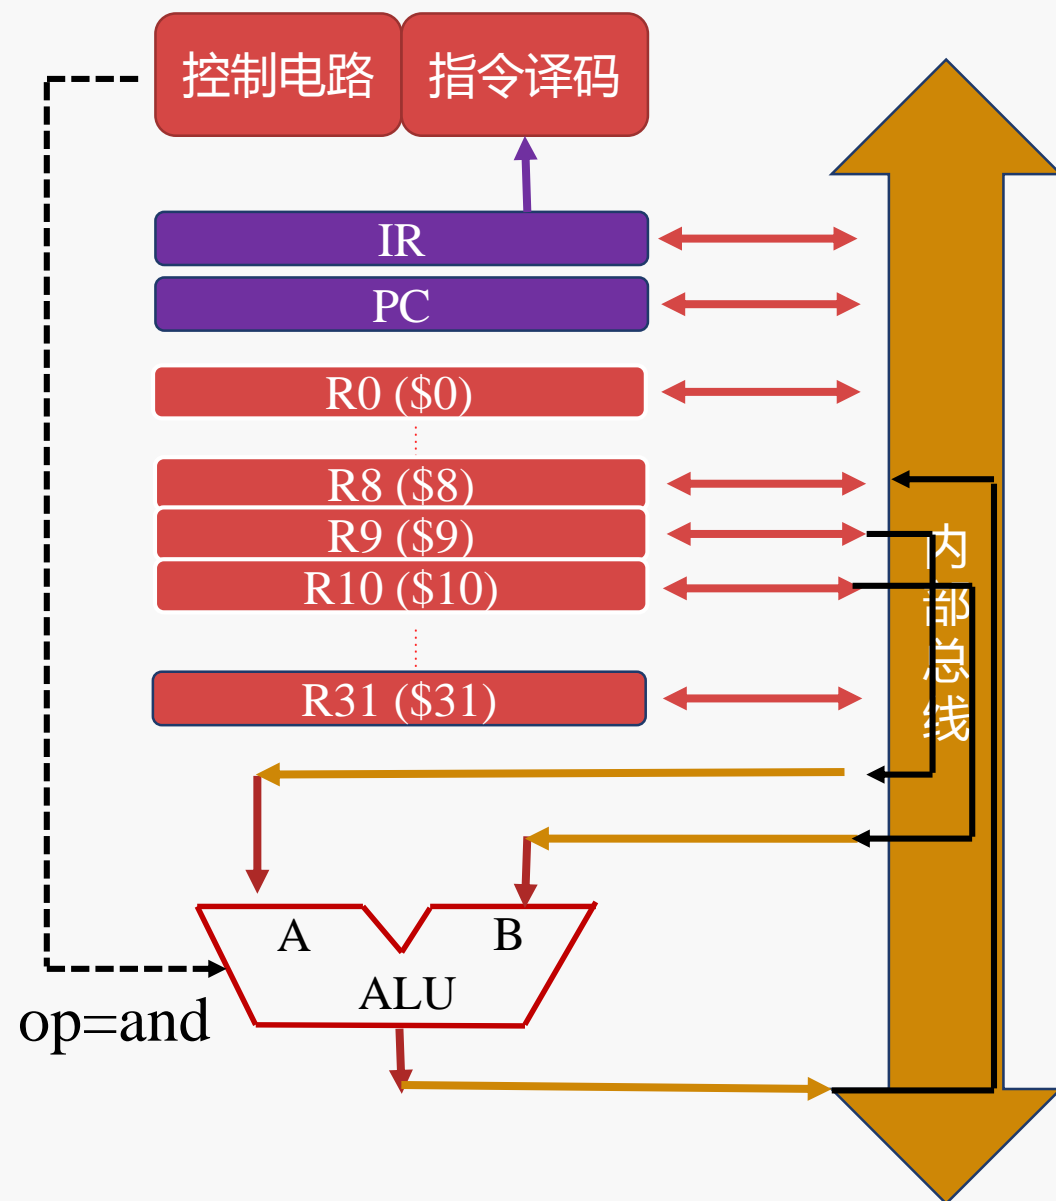 控制电路
指令译码
IR
PC
R0 ($0)
R8 ($8)
R9 ($9)
R10 ($10)
R31 ($31)
内
部
总
线
A
B
ALU
op=and